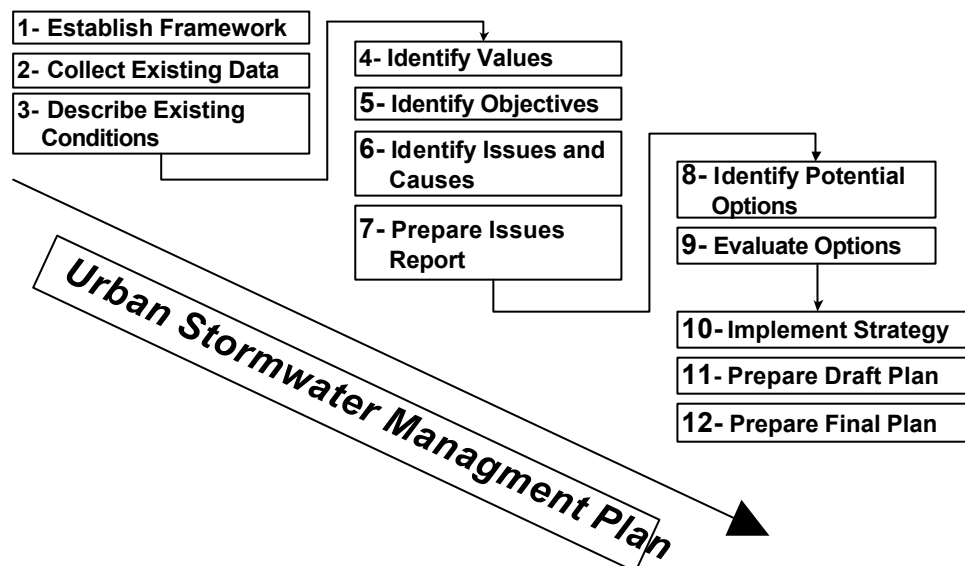 1- Establish Framework
2- Collect Existing Data
3- Describe Existing
Conditions
4- Identify Values
5- Identify Objectives
6- Identify Issues and
Causes
7- Prepare Issues
Report
8- Identify Potential
Options
9- Evaluate Options
10- Implement Strategy
11- Prepare Draft Plan
12- Prepare Final Plan
Urban Stormwater Managment Plan